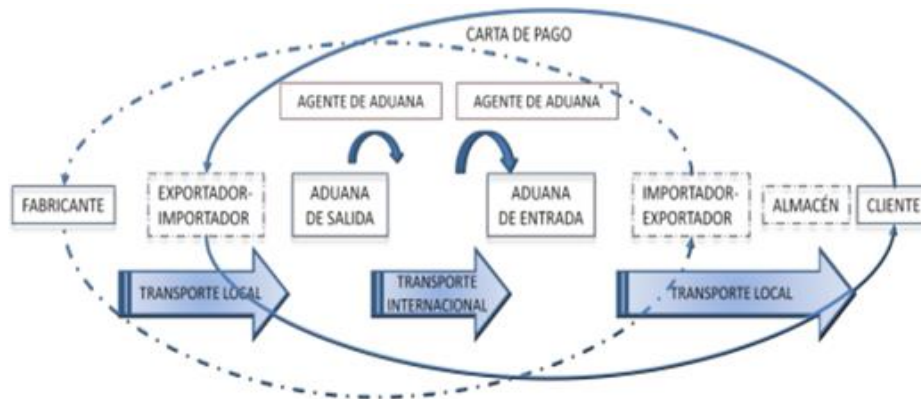 CARTA DE PAGO
AGENTE DE ADUANA
AGENTE DE ADUANA
FABRICANTE
EXPORTADOR-
IMPORTADOR
ADUANA
DE SALIDA
ADUANA
DE ENTRADA
IMPORTADOR-
EXPORTADOR
ALMACÉN
CLIENTE
TRANSPORTE LOCAL
TRANSPORTE
INTERNACIONAL
TRANSPORTE LOCAL